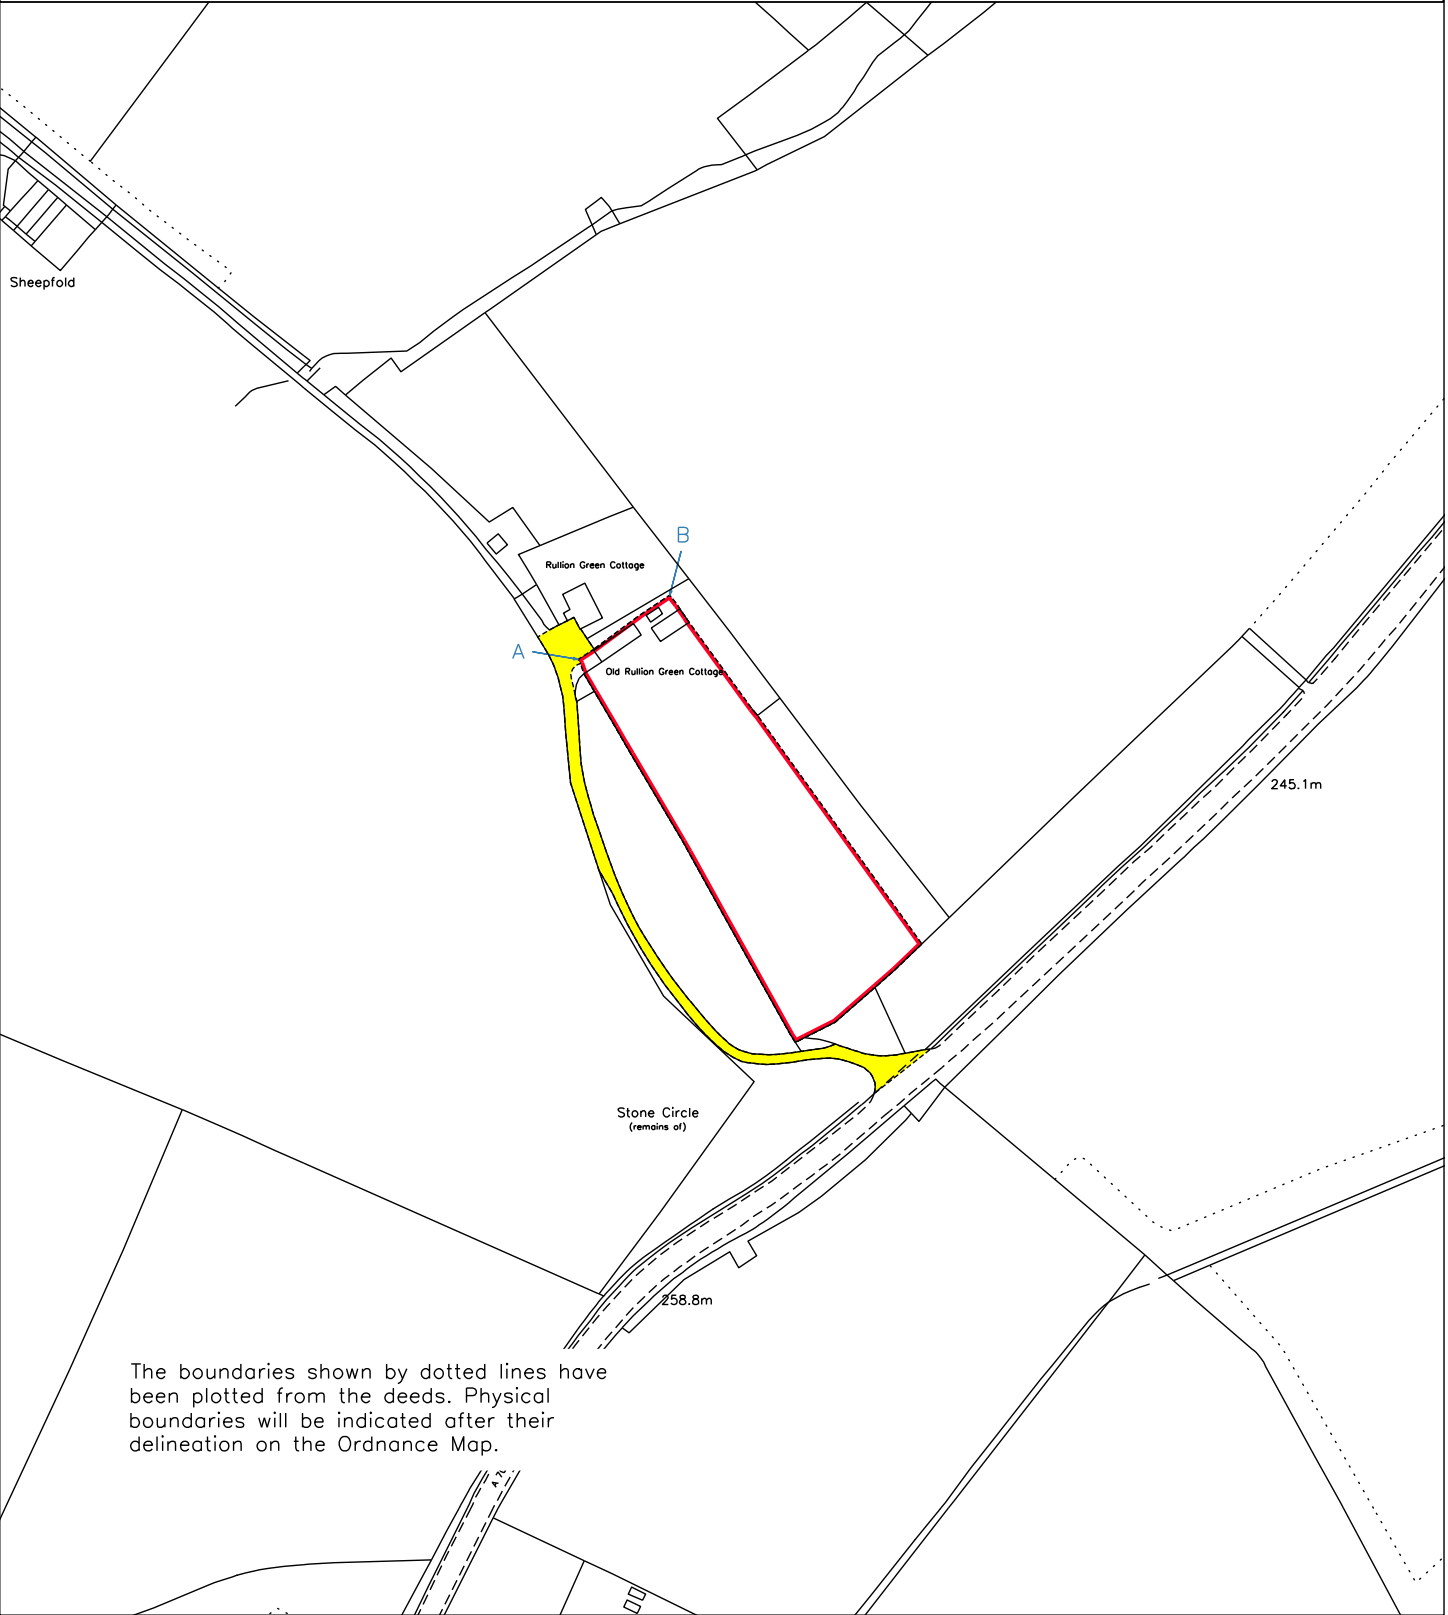 Sheepfold
B
Rullion Green Cottage
A
Old Rullion Green Cottage
245.1m
Stone Circle
(remains of)
258.8m
The boundaries shown by dotted lines have
been plotted from the deeds. Physical
boundaries will be indicated after their
delineation on the Ordnance Map.